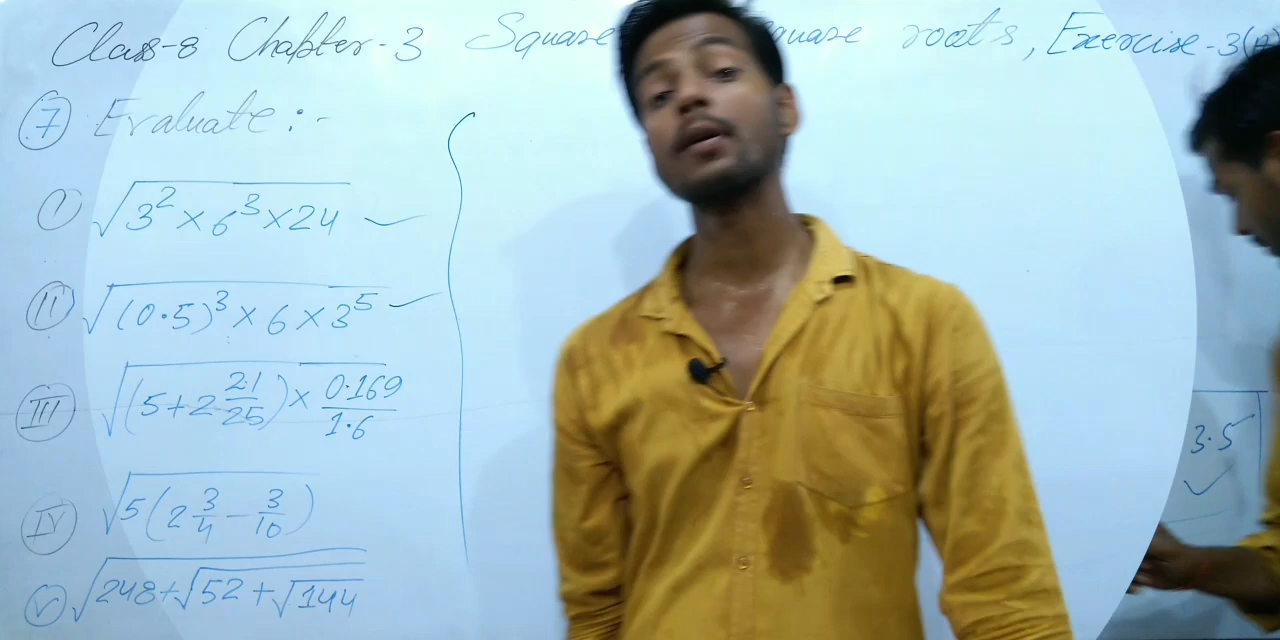 Class-8 Chapter-3 Square roots, Exercise-3(A)
7 Evaluate :-
I √3² × 6³ × 24
II √(0.5)³ × 6 × 3⁵
III √(5+2 21/25) × 0.169/1.6
IV √5(2 3/4 - 3/10)
V √248+√52+√144
3.5